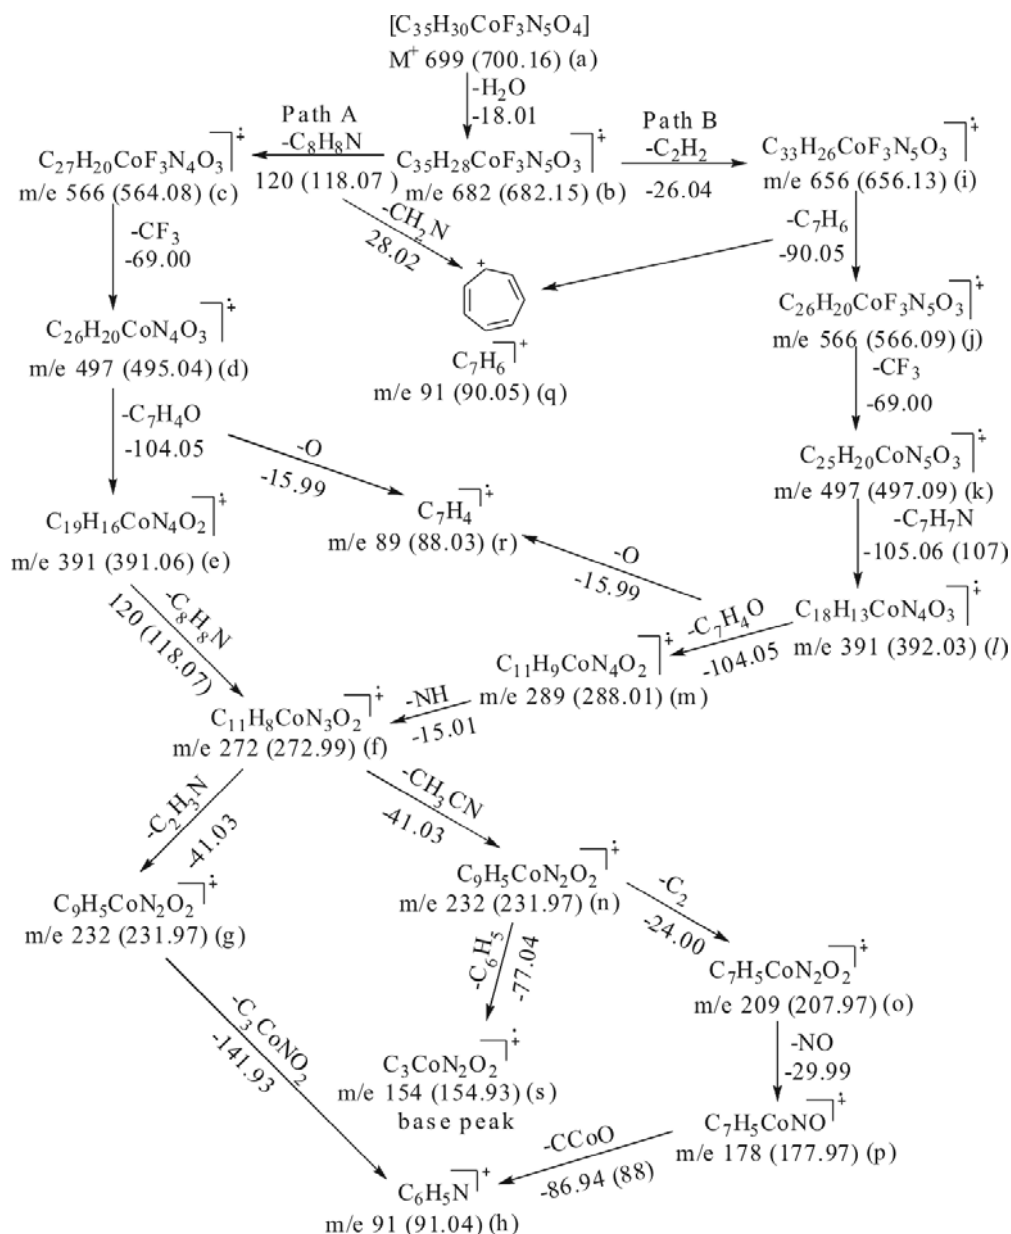 [C₃₅H₃₀CoF₃N₅O₄]
M⁺ 699 (700.16) (a)
-H₂O
-18.01
Path A
-C₈H₈N
120 (118.07)
Path B
-C₂H₂
-26.04
C₂₇H₂₀CoF₃N₄O₃
m/e 566 (564.08) (c)
C₃₅H₂₈CoF₃N₅O₃
m/e 682 (682.15) (b)
C₃₃H₂₆CoF₃N₅O₃
m/e 656 (656.13) (i)
-CF₃
-69.00
-CH₂N
28.02
-C₇H₆
-90.05
+
C₇H₆ +
m/e 91 (90.05) (q)
C₂₆H₂₀CoN₄O₃
m/e 497 (495.04) (d)
C₂₆H₂₀CoF₃N₅O₃
m/e 566 (566.09) (j)
-CF₃
-69.00
-C₇H₄O
-104.05
-O
-15.99
C₂₅H₂₀CoN₅O₃
m/e 497 (497.09) (k)
C₁₉H₁₆CoN₄O₂
m/e 391 (391.06) (e)
C₇H₄
m/e 89 (88.03) (r)
-C₇H₇N
-105.06 (107)
-O
-15.99
-C₈H₈N
120 (118.07)
C₁₈H₁₃CoN₄O₃
m/e 391 (392.03) (l)
-C₇H₄O
-104.05
C₁₁H₉CoN₄O₂
m/e 289 (288.01) (m)
-NH
-15.01
C₁₁H₈CoN₃O₂
m/e 272 (272.99) (f)
-C₂H₃N
-41.03
-CH₃CN
-41.03
C₉H₅CoN₂O₂
m/e 232 (231.97) (g)
C₉H₅CoN₂O₂
m/e 232 (231.97) (n)
-C₂
-24.00
-C₆H₅
-77.04
C₇H₅CoN₂O₂
m/e 209 (207.97) (o)
-C₃CoNO₂
-141.93
-NO
-29.99
C₃CoN₂O₂
m/e 154 (154.93) (s)
base peak
C₇H₅CoNO
m/e 178 (177.97) (p)
-CCoO
-86.94 (88)
C₆H₅N +
m/e 91 (91.04) (h)